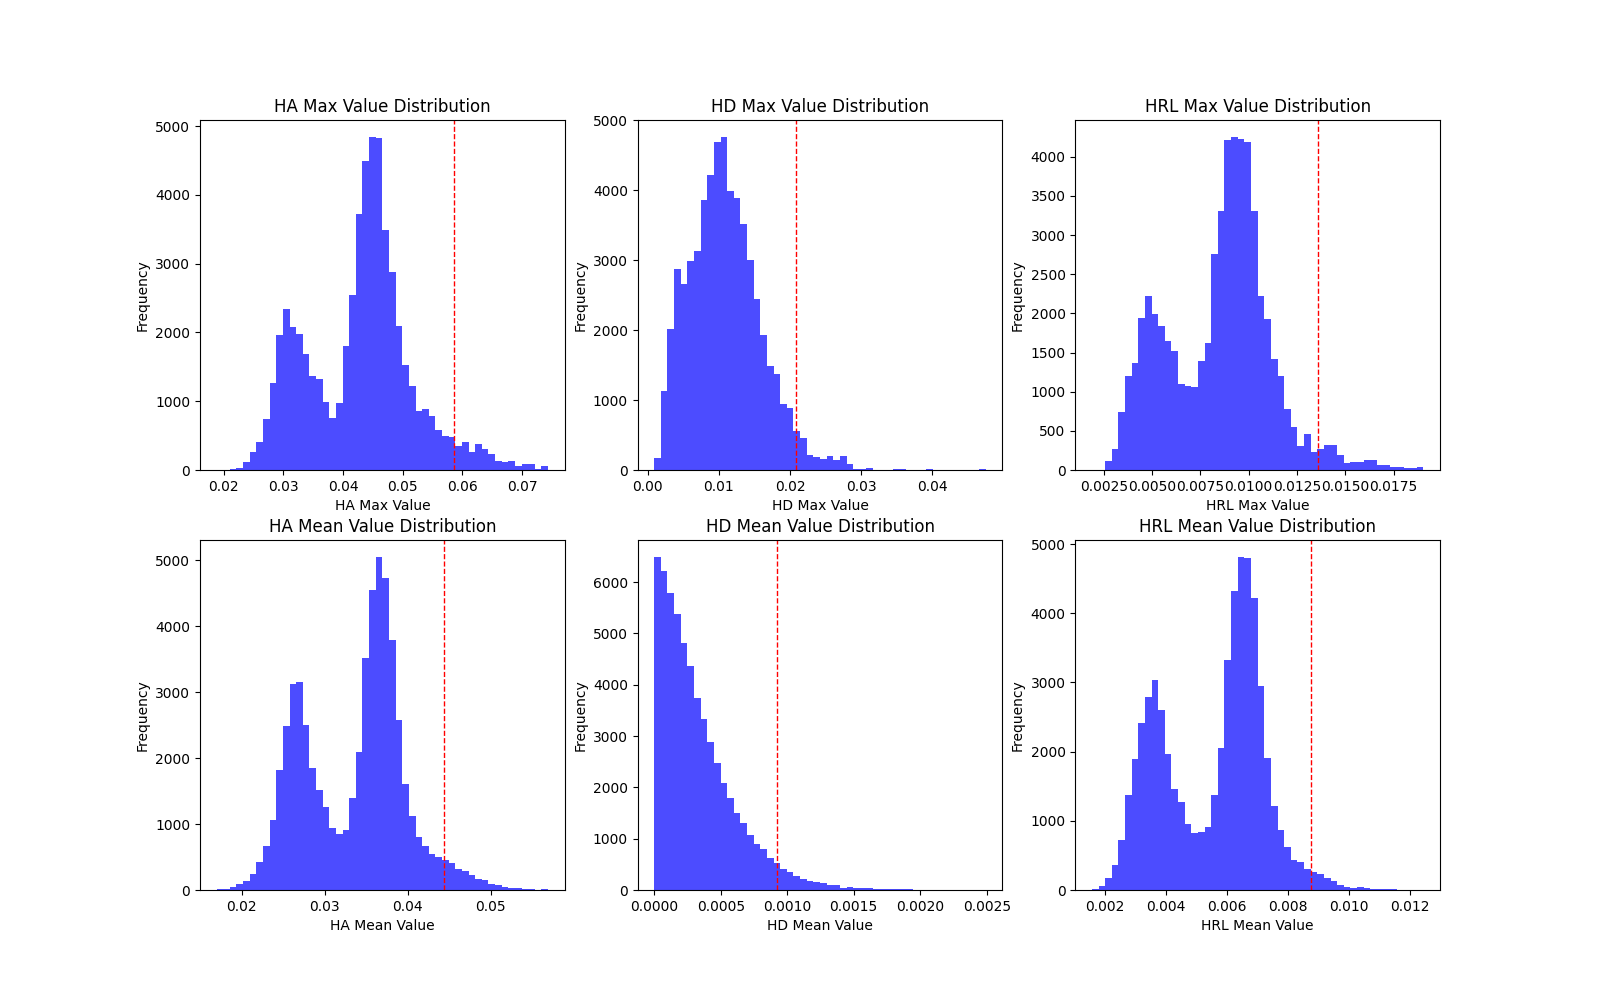 HA Max Value Distribution
HD Max Value Distribution
HRL Max Value Distribution
Frequency
5000
4000
3000
2000
1000
0
0.02 0.03 0.04 0.05 0.06 0.07
HA Max Value
Frequency
5000
4000
3000
2000
1000
0
0.00 0.01 0.02 0.03 0.04
HD Max Value
Frequency
4000
3500
3000
2500
2000
1500
1000
500
0
0.0025 0.0050 0.0075 0.0100 0.0125 0.0150 0.0175
HRL Max Value
HA Mean Value Distribution
HD Mean Value Distribution
HRL Mean Value Distribution
Frequency
5000
4000
3000
2000
1000
0
0.02 0.03 0.04 0.05
HA Mean Value
Frequency
6000
5000
4000
3000
2000
1000
0
0.0000 0.0005 0.0010 0.0015 0.0020 0.0025
HD Mean Value
Frequency
5000
4000
3000
2000
1000
0
0.002 0.004 0.006 0.008 0.010 0.012
HRL Mean Value